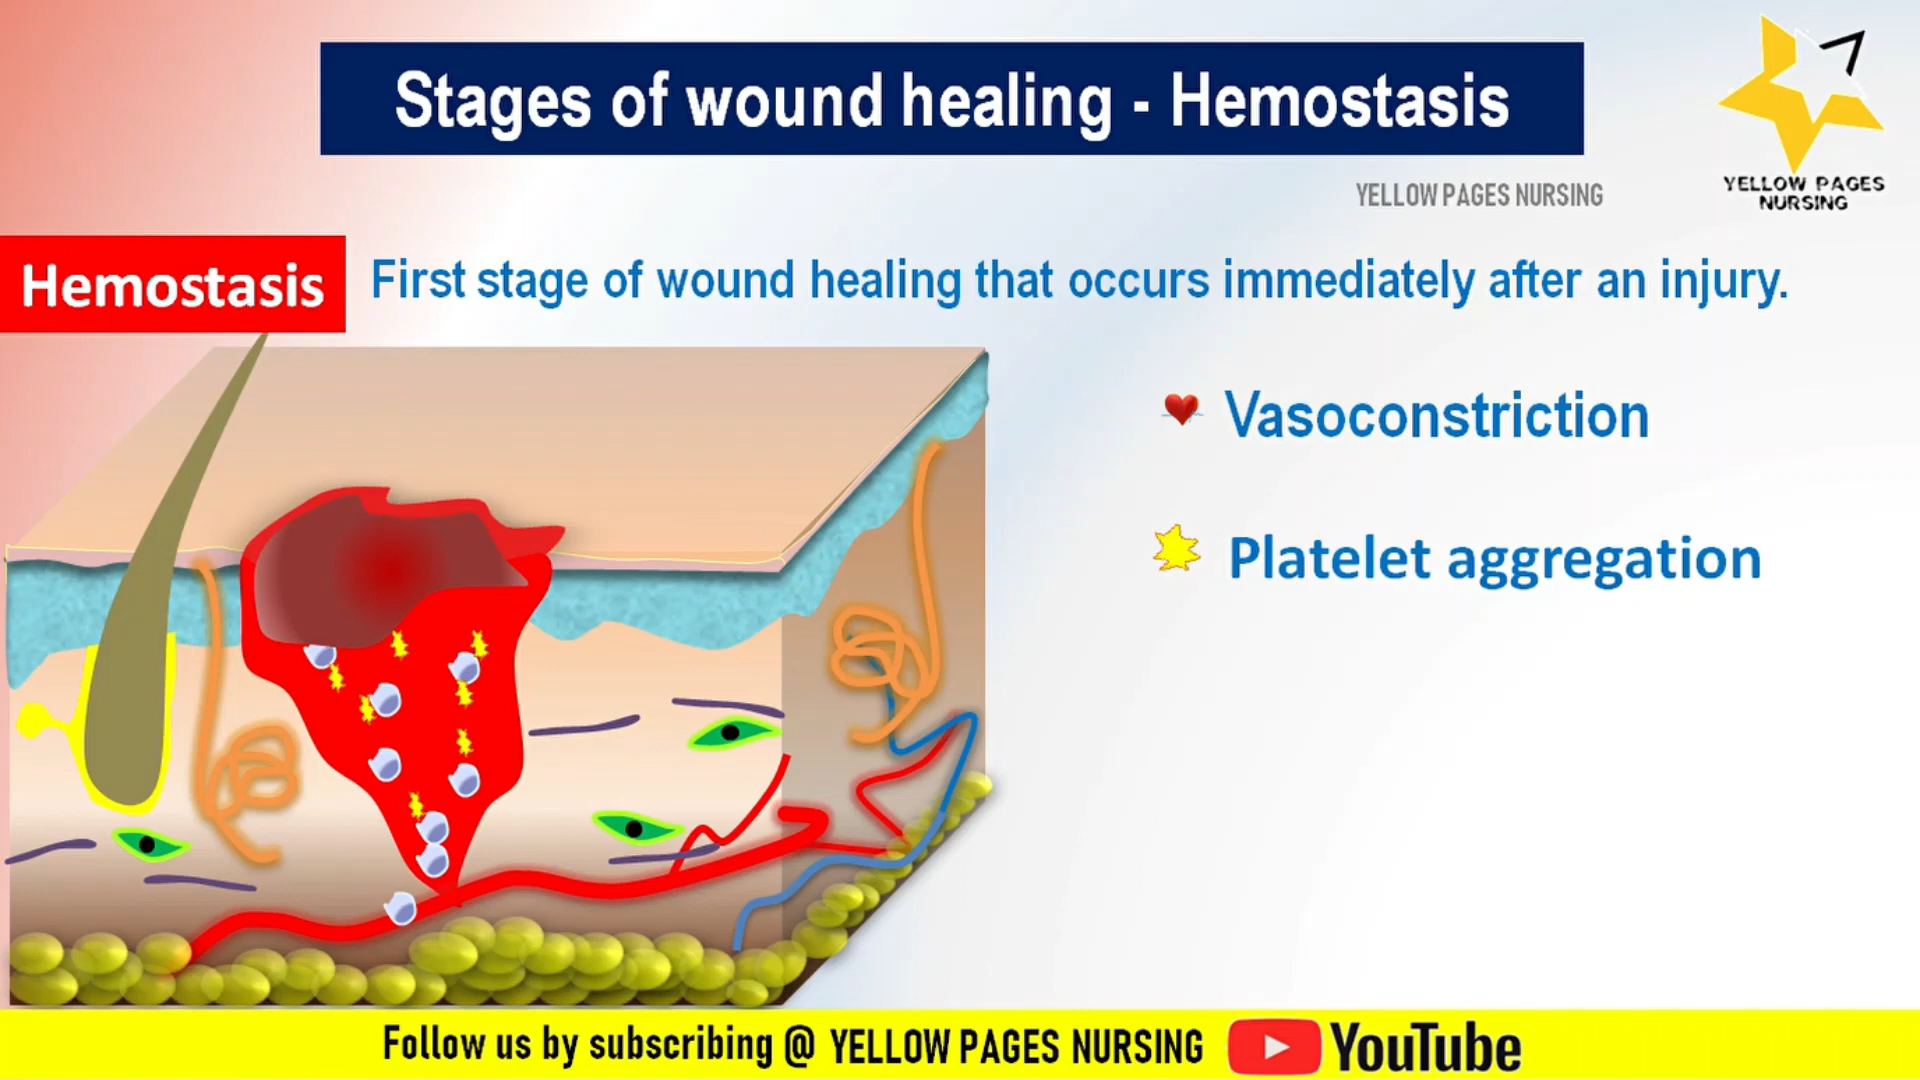 Stages of wound healing - Hemostasis
YELLOW PAGES NURSING
YELLOW PAGES
NURSING
Hemostasis
First stage of wound healing that occurs immediately after an injury.
Vasoconstriction
Platelet aggregation
Follow us by subscribing @ YELLOW PAGES NURSING YouTube